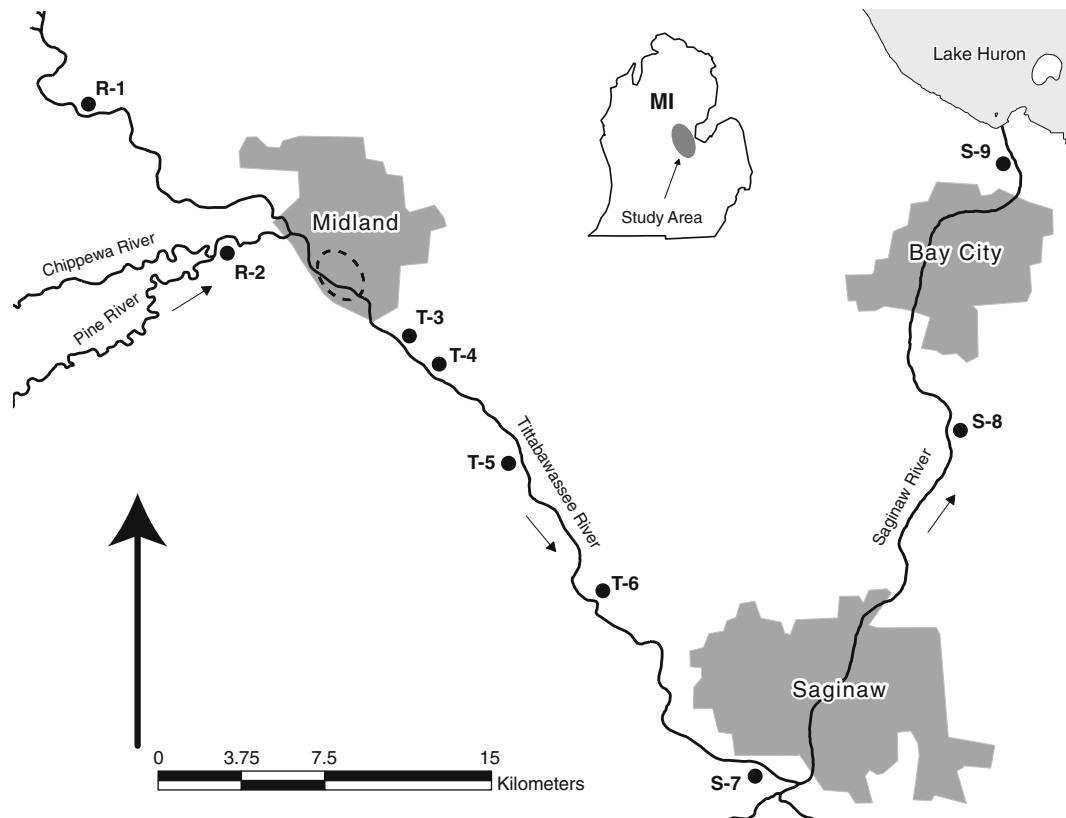 Lake Huron
R-1
MI
S-9
Study Area
Midland
Chippewa River
R-2
Bay City
Pine River
T-3
T-4
Tittabawassee River
S-8
T-5
Saginaw River
T-6
Saginaw
0 3.75 7.5 15
Kilometers
S-7